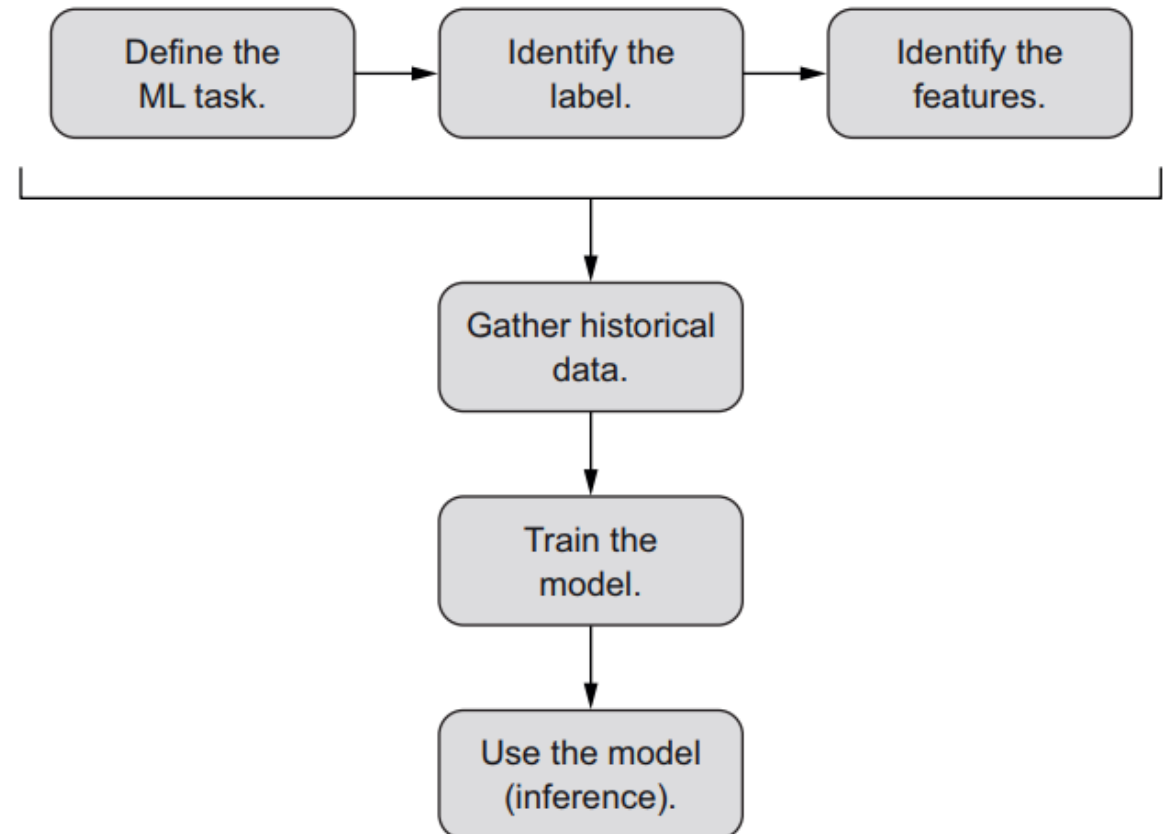 Define the
ML task.
Identify the
label.
Identify the
features.
Gather historical
data.
Train the
model.
Use the model
(inference).